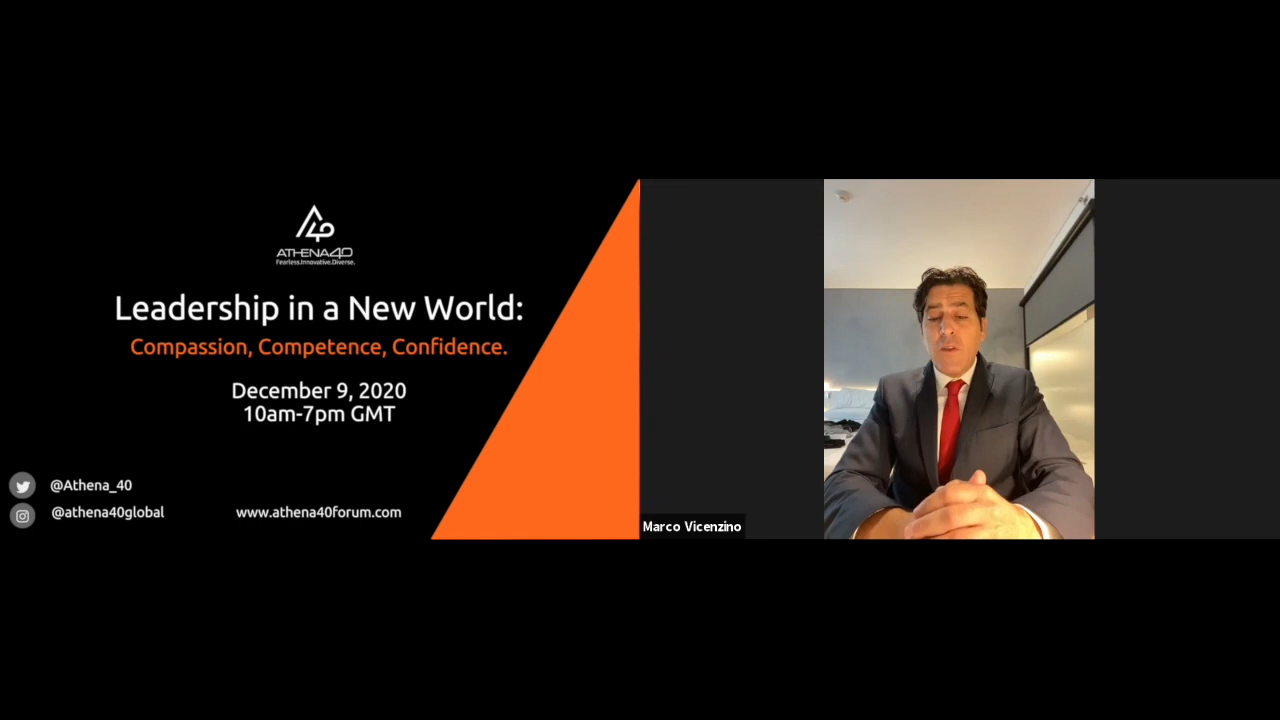 ATHENA40
Fearless.Innovative.Diverse.
Leadership in a New World:
Compassion, Competence, Confidence.
December 9, 2020
10am-7pm GMT
@Athena_40
@athena40global
www.athena40forum.com
Marco Vicenzino